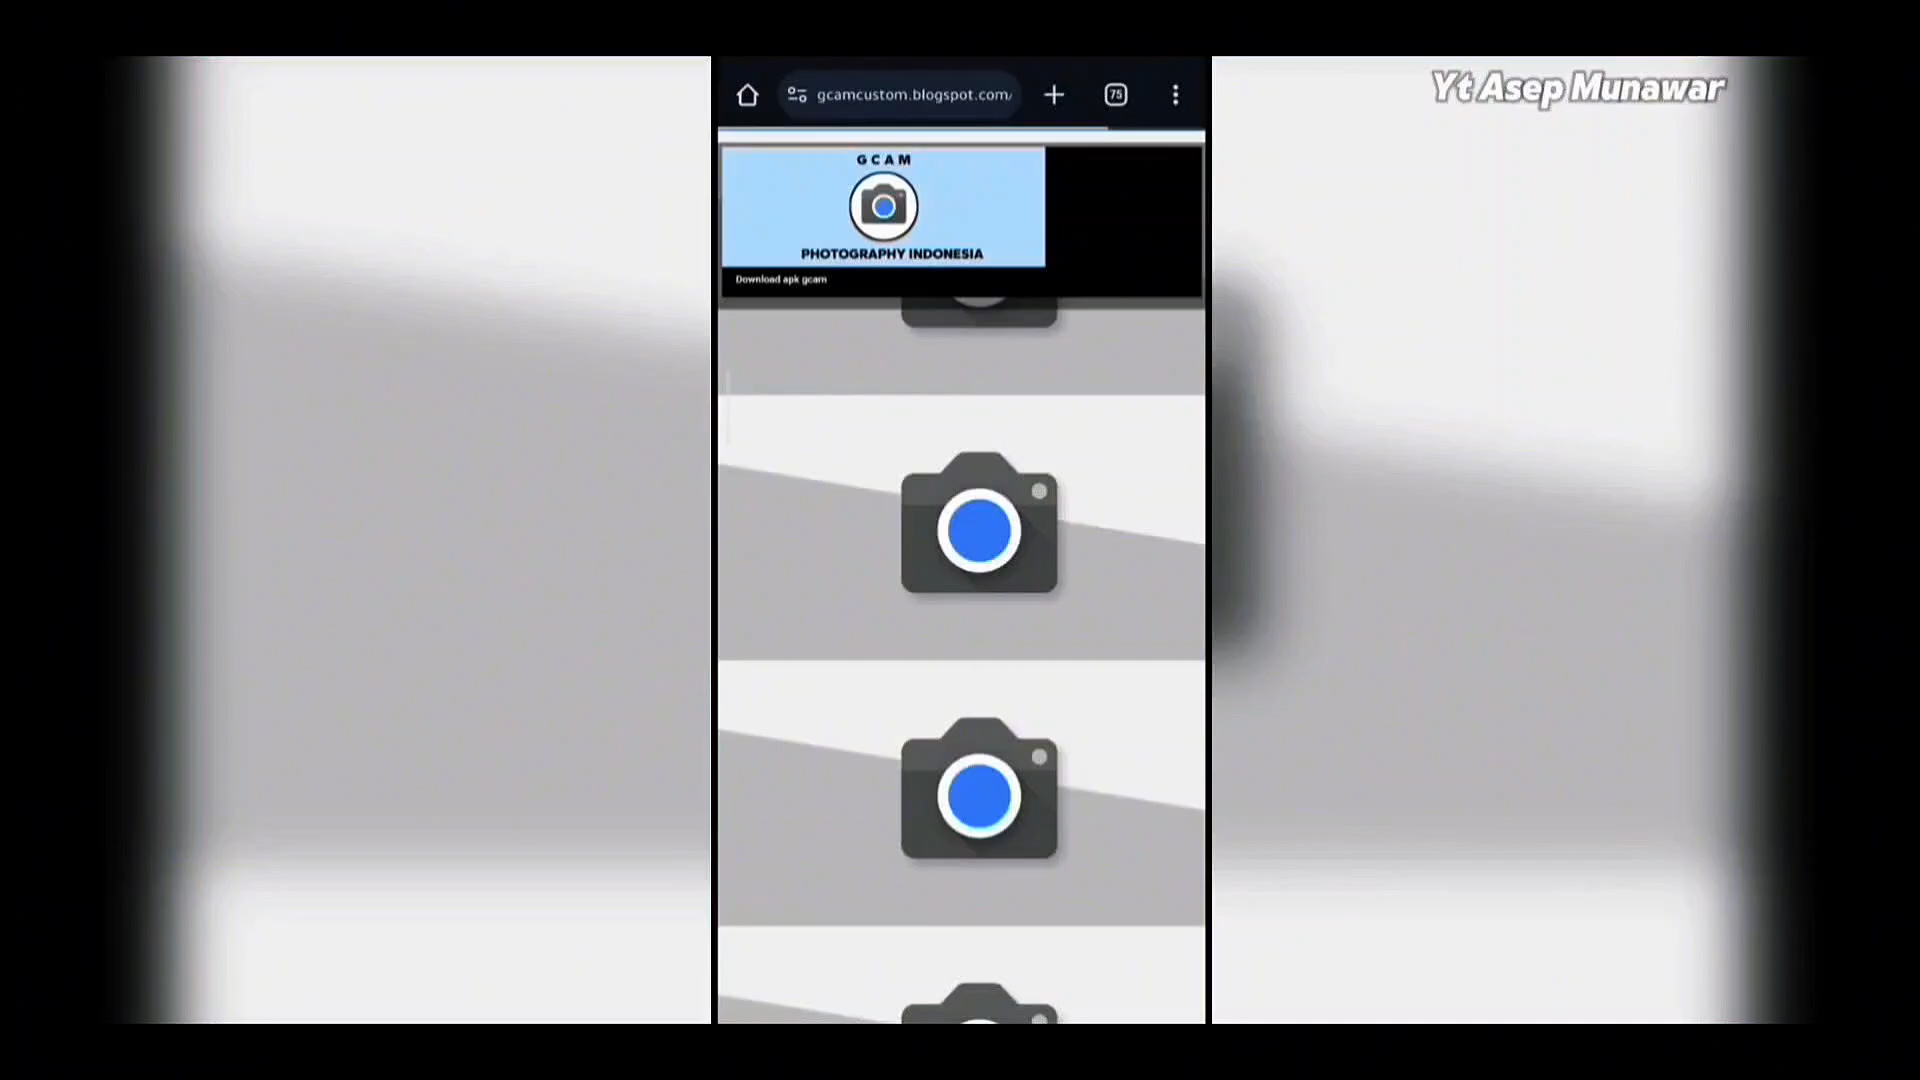 Yt Asep Munawar
gcamcustom.blogspot.com/
75
GCAM
PHOTOGRAPHY INDONESIA
Download apk gcam